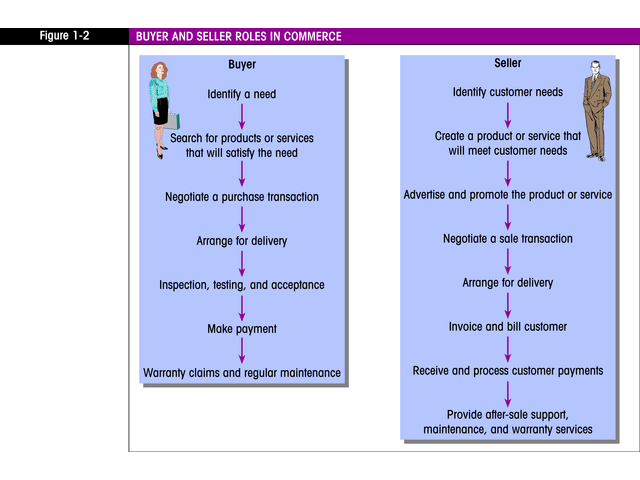 Figure 1-2
BUYER AND SELLER ROLES IN COMMERCE
Buyer
Identify a need
Search for products or services
that will satisfy the need
Negotiate a purchase transaction
Arrange for delivery
Inspection, testing, and acceptance
Make payment
Warranty claims and regular maintenance
Seller
Identify customer needs
Create a product or service that
will meet customer needs
Advertise and promote the product or service
Negotiate a sale transaction
Arrange for delivery
Invoice and bill customer
Receive and process customer payments
Provide after-sale support,
maintenance, and warranty services